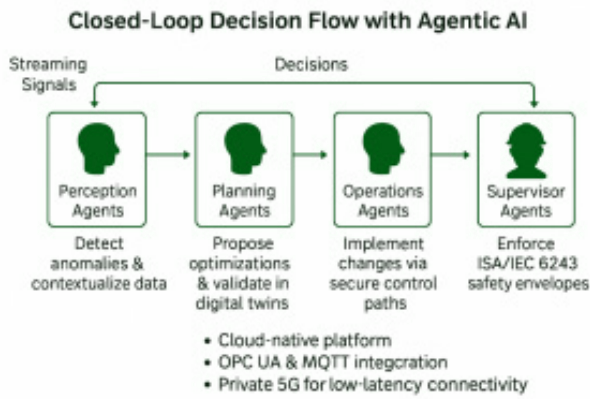 Closed-Loop Decision Flow with Agentic AI
Streaming
Signals
Decisions
Perception
Agents
Planning
Agents
Operations
Agents
Supervisor
Agents
Detect
anomalies &
contextualize data
Propose
optimizations
& validate in
digital twins
Implement
changes via
secure control
paths
Enforce
ISA/IEC 6243
safety envelopes
• Cloud-native platform
• OPC UA & MQTT integcration
• Private 5G for low-latency connectivity